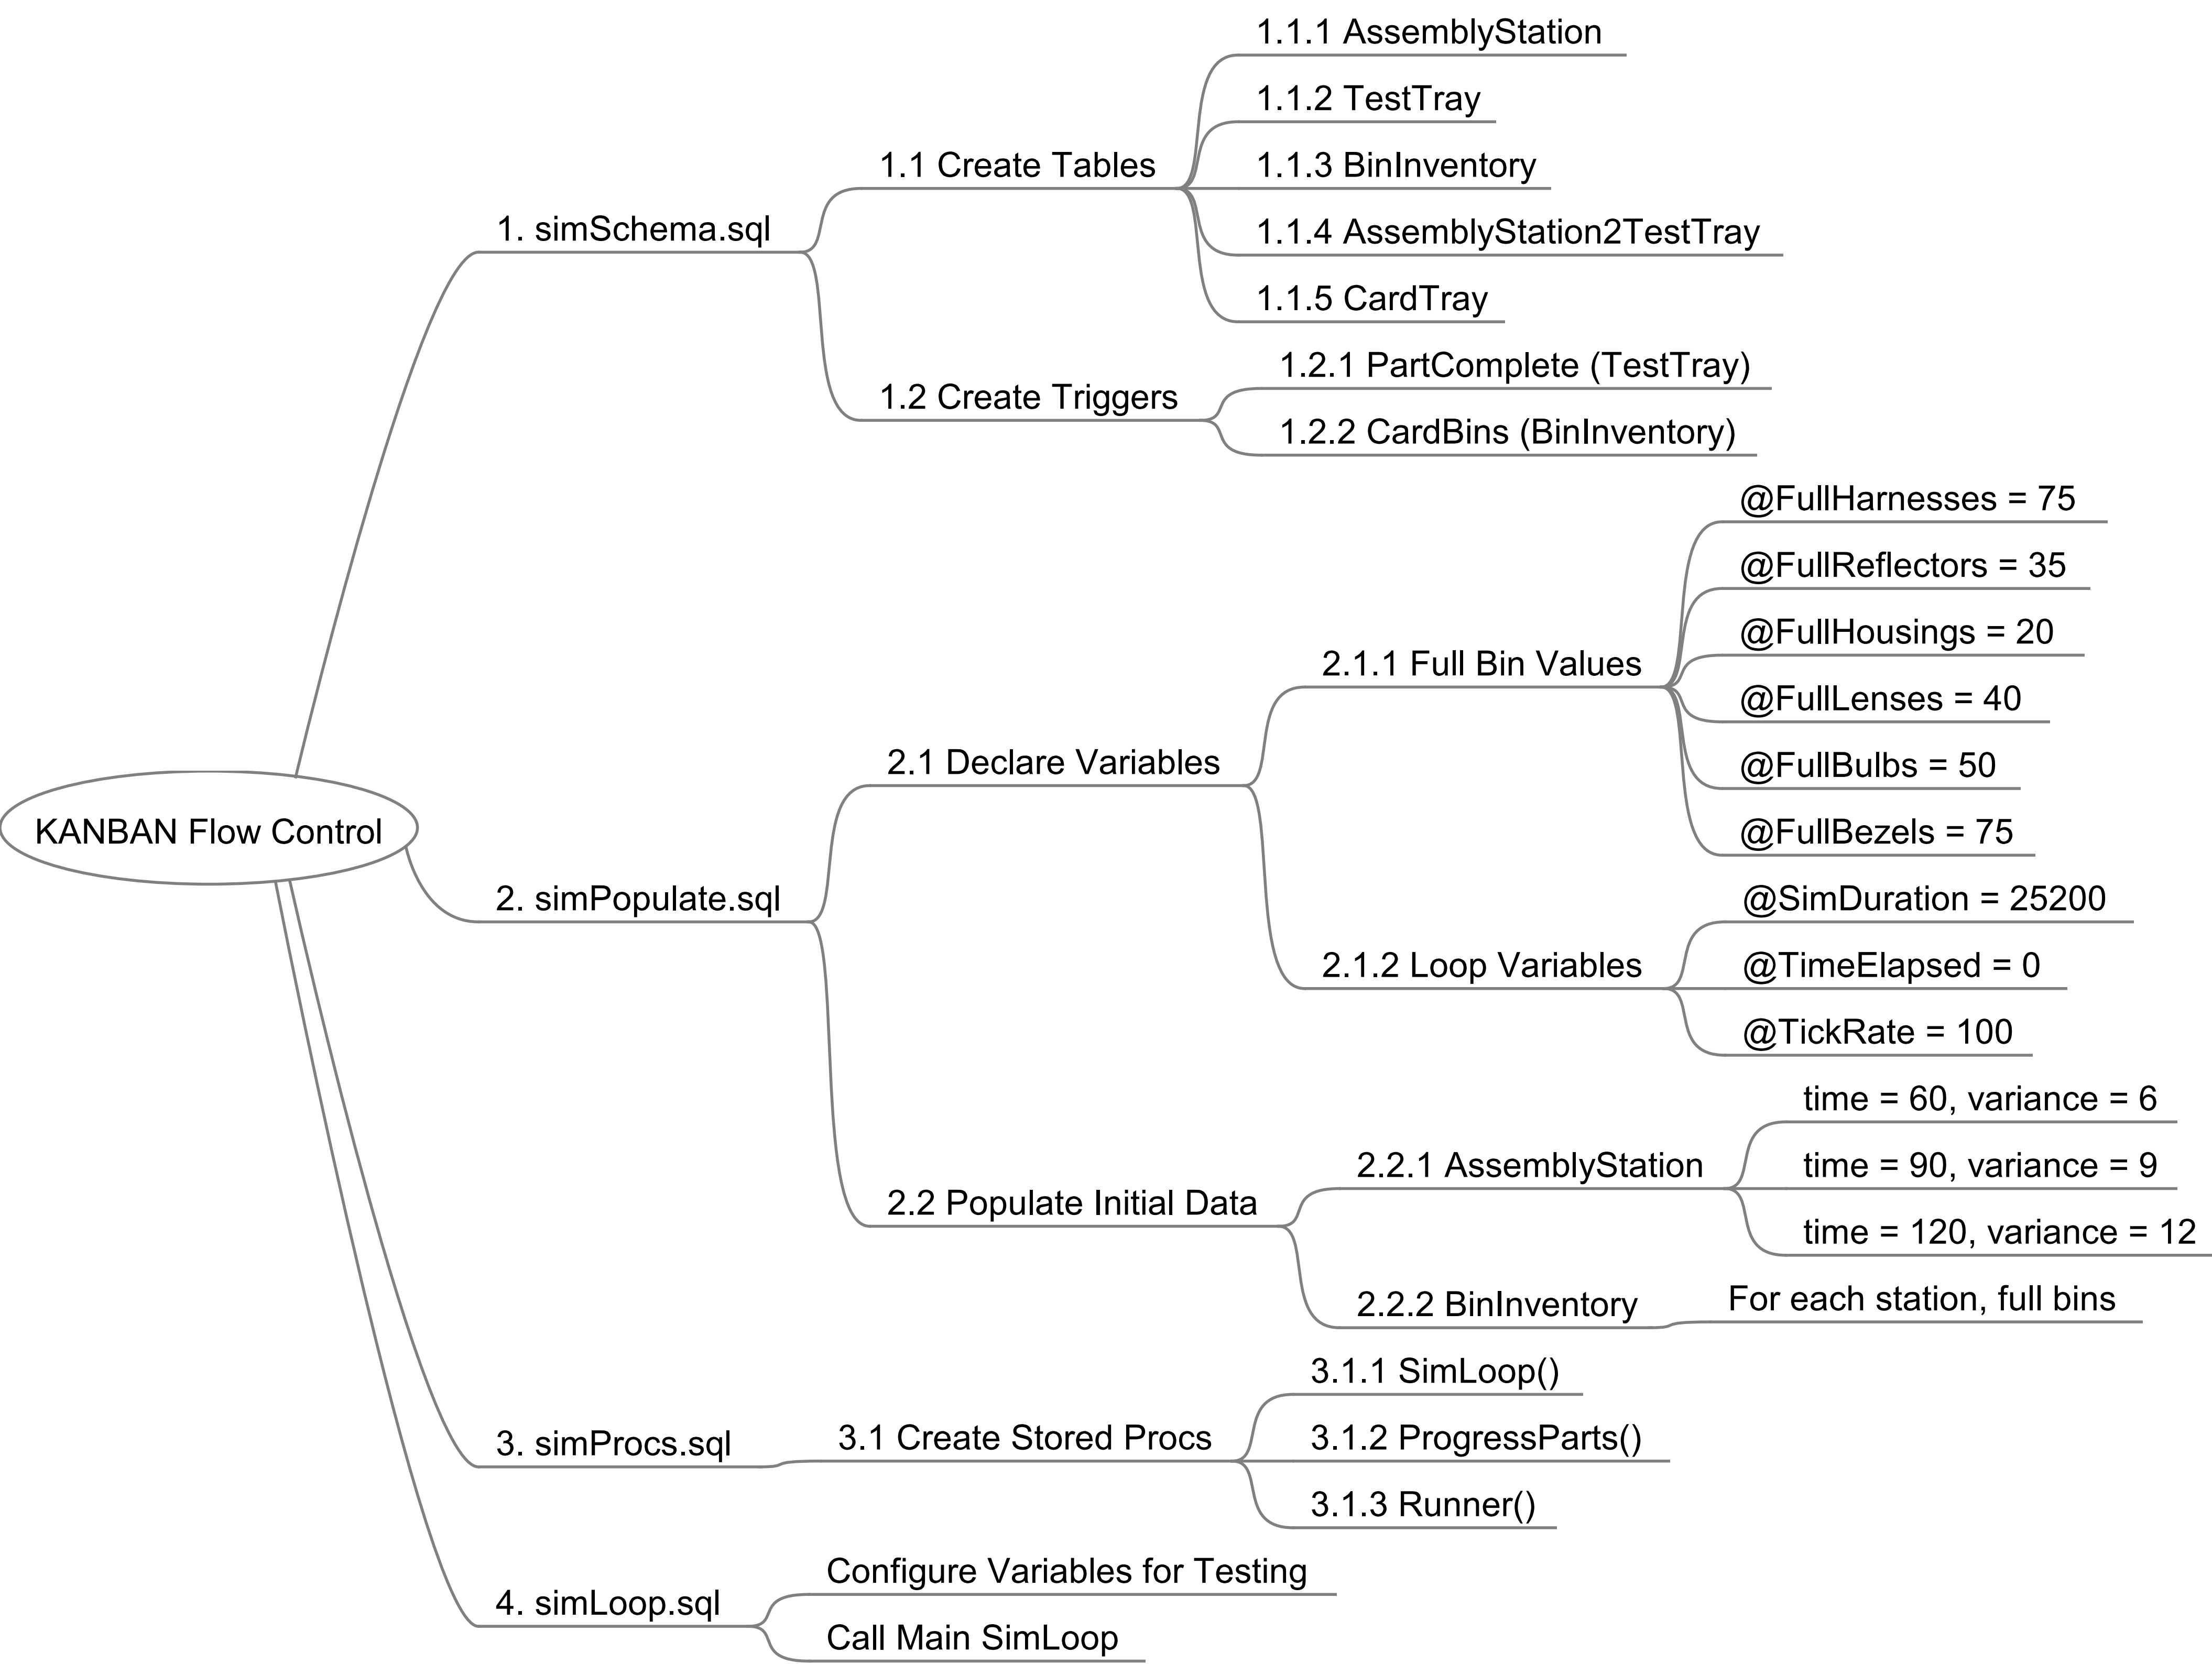 KANBAN Flow Control
1. simSchema.sql
1.1 Create Tables
1.1.1 AssemblyStation
1.1.2 TestTray
1.1.3 BinInventory
1.1.4 AssemblyStation2TestTray
1.1.5 CardTray
1.2 Create Triggers
1.2.1 PartComplete (TestTray)
1.2.2 CardBins (BinInventory)
2. simPopulate.sql
2.1 Declare Variables
2.1.1 Full Bin Values
@FullHarnesses = 75
@FullReflectors = 35
@FullHousings = 20
@FullLenses = 40
@FullBulbs = 50
@FullBezels = 75
2.1.2 Loop Variables
@SimDuration = 25200
@TimeElapsed = 0
@TickRate = 100
2.2 Populate Initial Data
2.2.1 AssemblyStation
time = 60, variance = 6
time = 90, variance = 9
time = 120, variance = 12
2.2.2 BinInventory
For each station, full bins
3. simProcs.sql
3.1 Create Stored Procs
3.1.1 SimLoop()
3.1.2 ProgressParts()
3.1.3 Runner()
4. simLoop.sql
Configure Variables for Testing
Call Main SimLoop